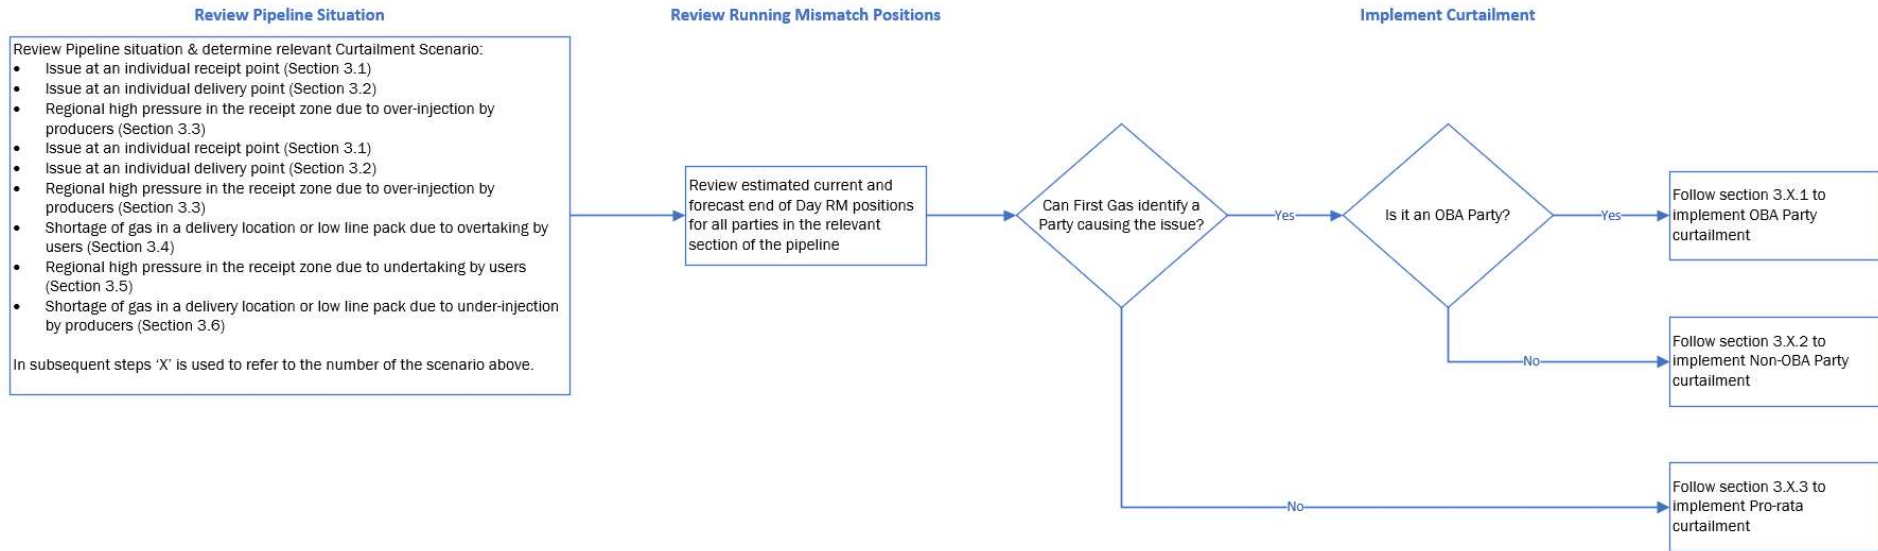 Review Pipeline Situation
Review Running Mismatch Positions
Implement Curtailment
Review Pipeline situation & determine relevant Curtailment Scenario:
• Issue at an individual receipt point (Section 3.1)
• Issue at an individual delivery point (Section 3.2)
• Regional high pressure in the receipt zone due to over-injection by
producers (Section 3.3)
• Issue at an individual receipt point (Section 3.1)
• Issue at an individual delivery point (Section 3.2)
• Regional high pressure in the receipt zone due to over-injection by
producers (Section 3.3)
• Shortage of gas in a delivery location or low line pack due to overtaking by
users (Section 3.4)
• Regional high pressure in the receipt zone due to undertaking by users
(Section 3.5)
• Shortage of gas in a delivery location or low line pack due to under-injection
by producers (Section 3.6)
In subsequent steps ‘X’ is used to refer to the number of the scenario above.
Review estimated current and
forecast end of Day RM positions
for all parties in the relevant
section of the pipeline
Can First Gas identify a
Party causing the issue?
Yes
Is it an OBA Party?
Yes
Follow section 3.X.1 to
implement OBA Party
curtailment
No
Follow section 3.X.2 to
implement Non-OBA Party
curtailment
No
Follow section 3.X.3 to
implement Pro-rata
curtailment